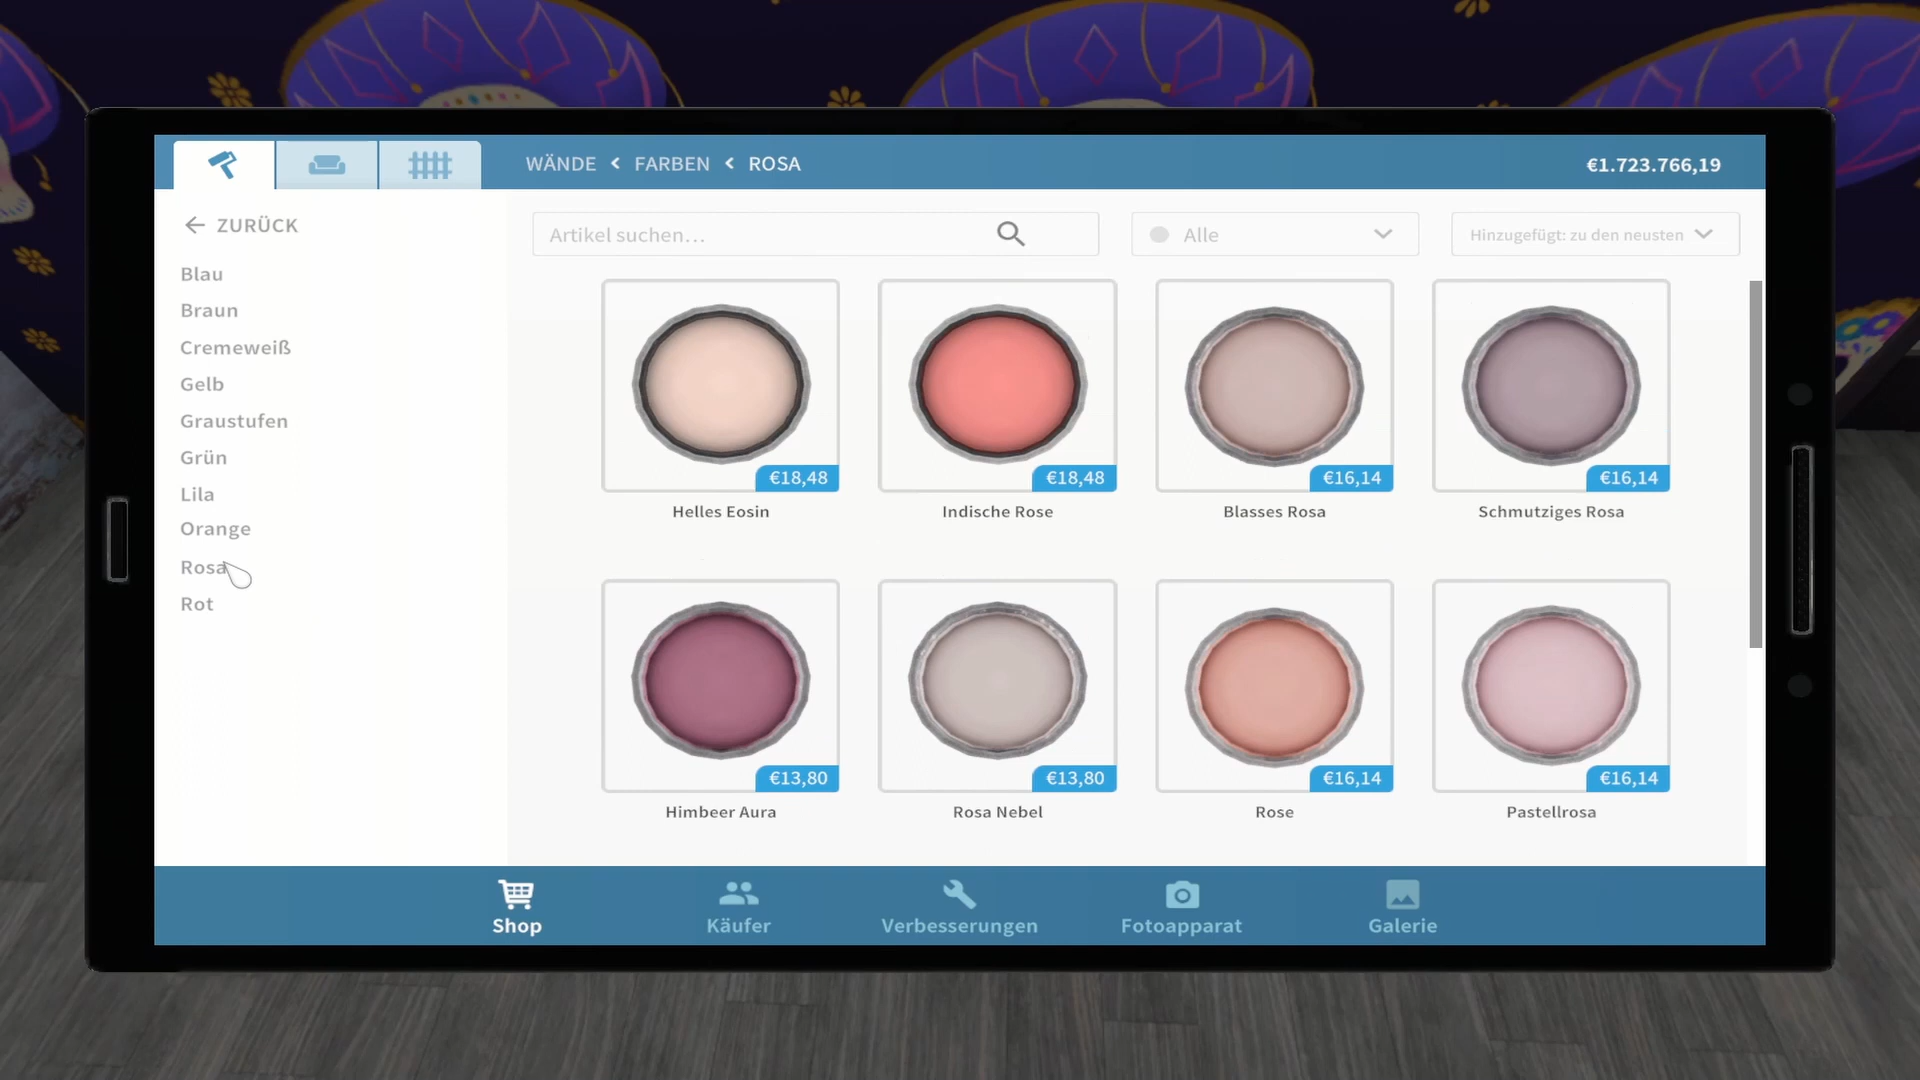 WÄNDE < FARBEN < ROSA
€1.723.766,19
ZURÜCK
Blau
Braun
Cremeweiß
Gelb
Graustufen
Grün
Lila
Orange
Rosa
Rot
Artikel suchen...
Alle
Hinzugefügt: zu den neusten
€18,48
€18,48
€16,14
€16,14
Helles Eosin
Indische Rose
Blasses Rosa
Schmutziges Rosa
€13,80
€13,80
€16,14
€16,14
Himbeer Aura
Rosa Nebel
Rose
Pastellrosa
Shop
Käufer
Verbesserungen
Fotoapparat
Galerie